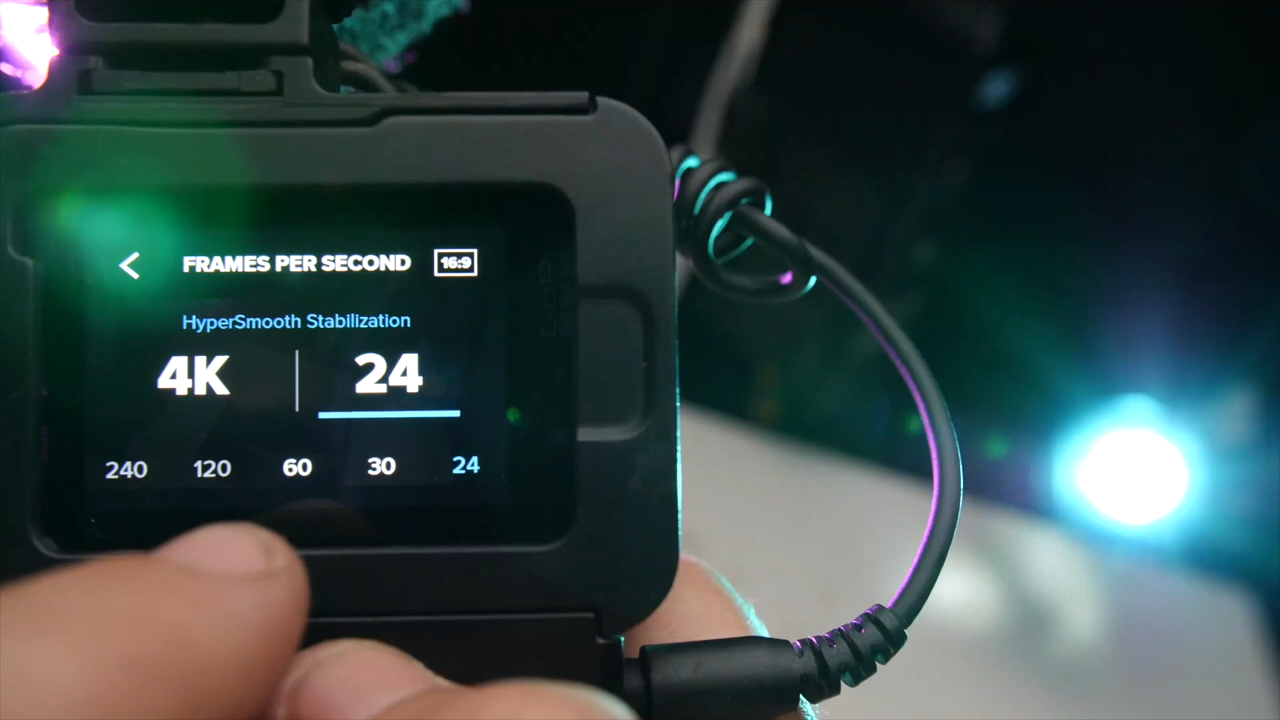 FRAMES PER SECOND 16:9
HyperSmooth Stabilization
4K 24
240 120 60 30 24